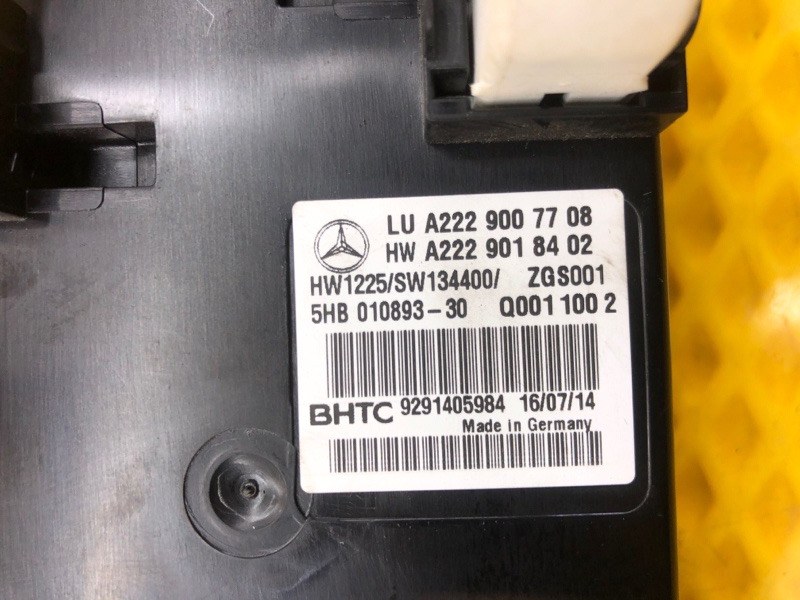 LU A222 900 77 08
HW A222 901 84 02
HW1225/SW134400/ ZGS001
5HB 010893-30 Q001 100 2
BHTC 9291405984 16/07/14
Made in Germany